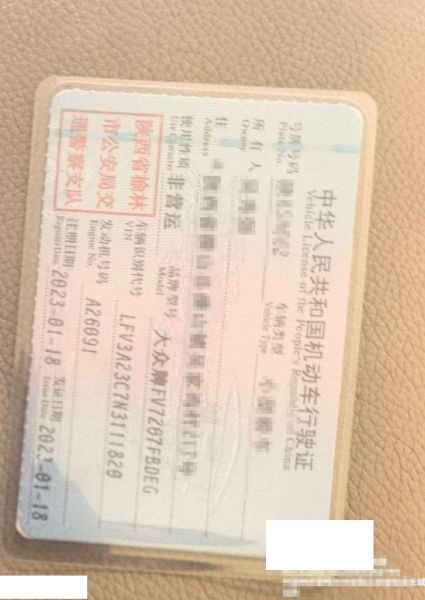 中华人民共和国机动车行驶证
Vehicle License of the People's Republic of China
号牌号码
Plate No.
车辆类型
Vehicle Type
所有人
Owner
住
Address
使用性质 非营运
Use Character
品牌型号 大众牌FV7207FBDEG
Model
陕西省榆林
市公安局交
通警察支队
车辆识别代号 LFV3A23C7N3111820
VIN
发动机号码 A26091
Engine No.
注册日期 2023-01-18
Register Date
发证日期 2023-01-18
Issue Date